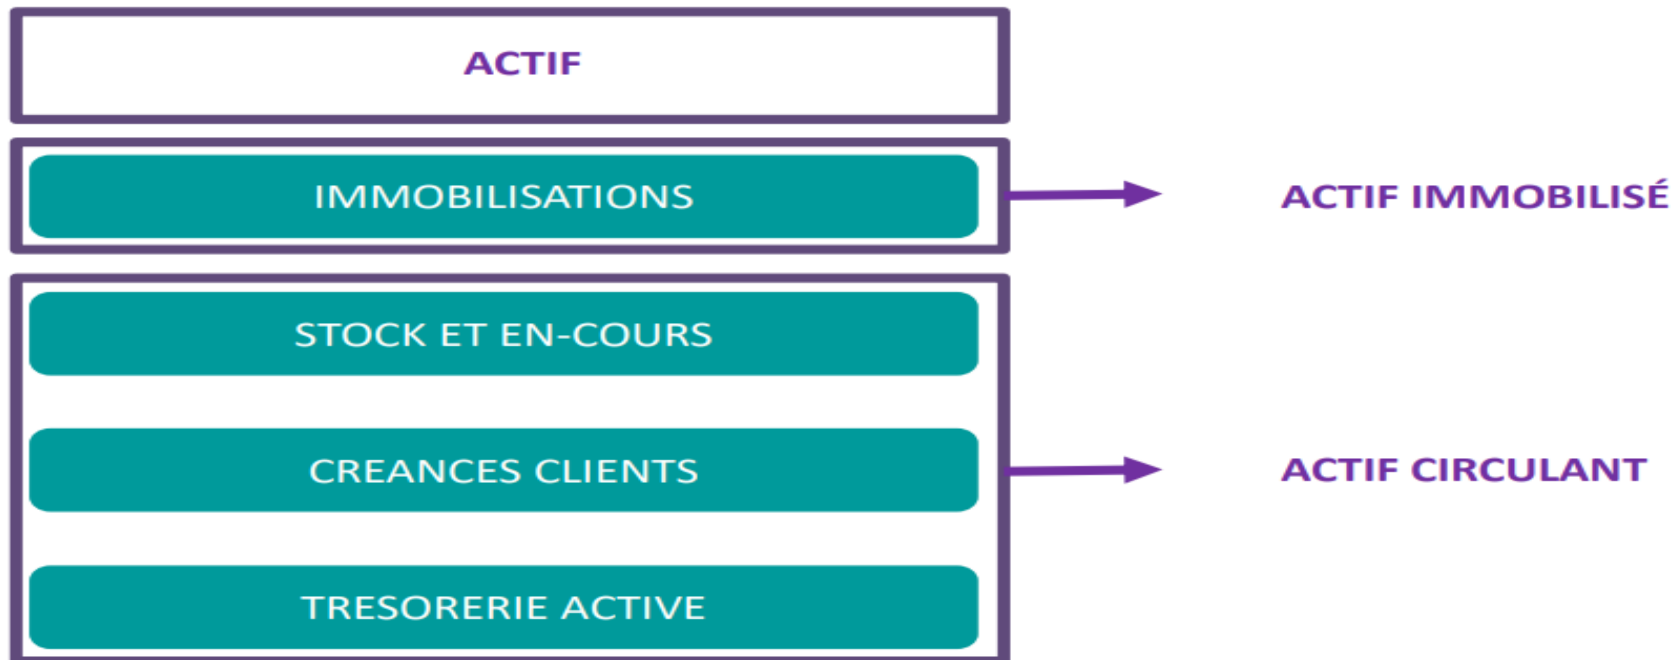 ACTIF
IMMOBILISATIONS
ACTIF IMMOBILISÉ
STOCK ET EN-COURS
CREANCES CLIENTS
ACTIF CIRCULANT
TRESORERIE ACTIVE